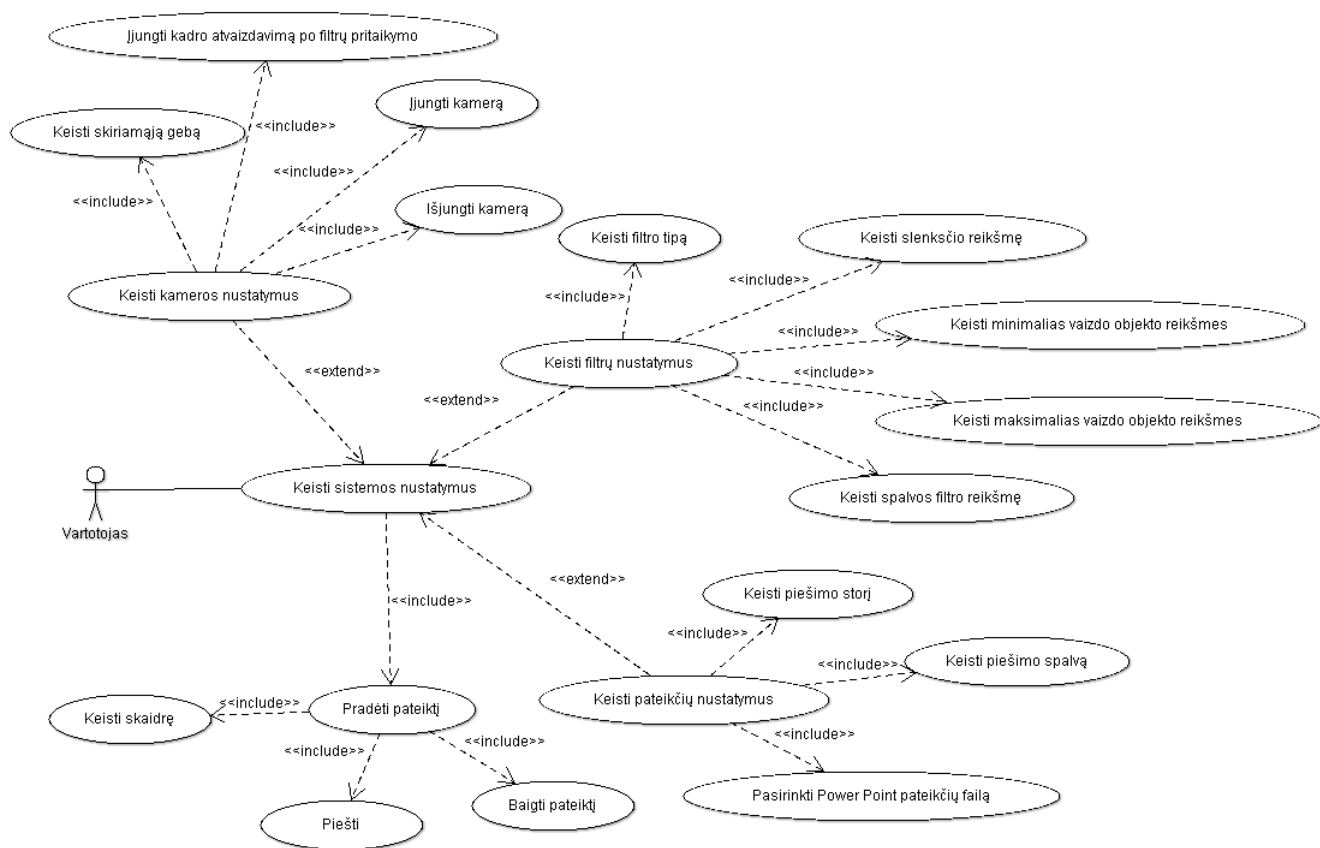 Įjungti kadro atvaizdavimą po filtrų pritaikymo
Įjungti kamerą
<<include>>
Keisti skiriamąją gebą
<<include>>
<<include>>
Išjungti kamerą
<<include>>
Keisti filtro tipą
Keisti slenksčio reikšmę
<<include>>
<<include>>
Keisti kameros nustatymus
<<include>>
Keisti minimalias vaizdo objekto reikšmes
<<include>>
Keisti filtrų nustatymus
<<extend>>
<<include>>
<<extend>>
<<include>>
Keisti maksimalias vaizdo objekto reikšmes
Keisti sistemos nustatymus
Keisti spalvos filtro reikšmę
Vartotojas
<<extend>>
Keisti piešimo storį
<<include>>
<<include>>
Keisti piešimo spalvą
<<include>>
Keisti pateikčių nustatymus
<<include>>
Pradėti pateiktį
Keisti skaidrę
<<include>>
<<include>>
<<include>>
Pasirinkti Power Point pateikčių failą
Baigti pateiktį
Piešti